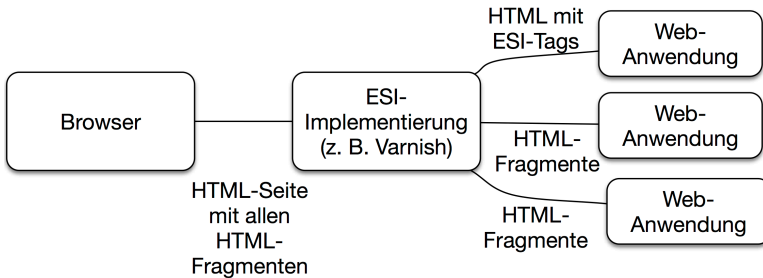 HTML mit
ESI-Tags
Web-
Anwendung
Browser
ESI-
Implementierung
(z. B. Varnish)
Web-
Anwendung
HTML-
Fragmente
HTML-Seite
mit allen
HTML-
Fragmenten
Web-
Anwendung
HTML-
Fragmente